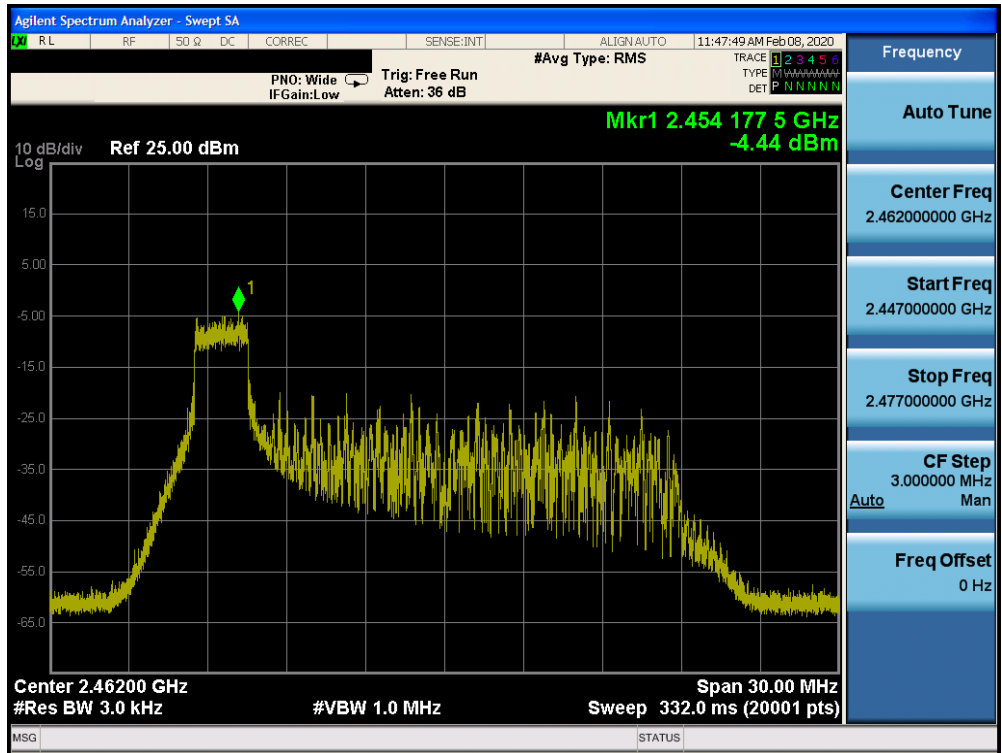 Agilent Spectrum Analyzer - Swept SA
LXI RL RF 50 Ω DC CORREC SENSE:INT ALIGN AUTO 11:47:49 AM Feb 08, 2020
#Avg Type: RMS TRACE 1 2 3 4 5 6
PNO: Wide Trig: Free Run TYPE M WWWWW
IFGain:Low Atten: 36 dB DET P N N N N N
Mkr1 2.454 177 5 GHz
-4.44 dBm
10 dB/div Ref 25.00 dBm
Log
15.0
5.00
1
-5.00
-15.0
-25.0
-35.0
-45.0
-55.0
-65.0
Center 2.46200 GHz Span 30.00 MHz
#Res BW 3.0 kHz #VBW 1.0 MHz Sweep 332.0 ms (20001 pts)
MSG STATUS
Frequency
Auto Tune
Center Freq
2.462000000 GHz
Start Freq
2.447000000 GHz
Stop Freq
2.477000000 GHz
CF Step
3.000000 MHz
Auto Man
Freq Offset
0 Hz